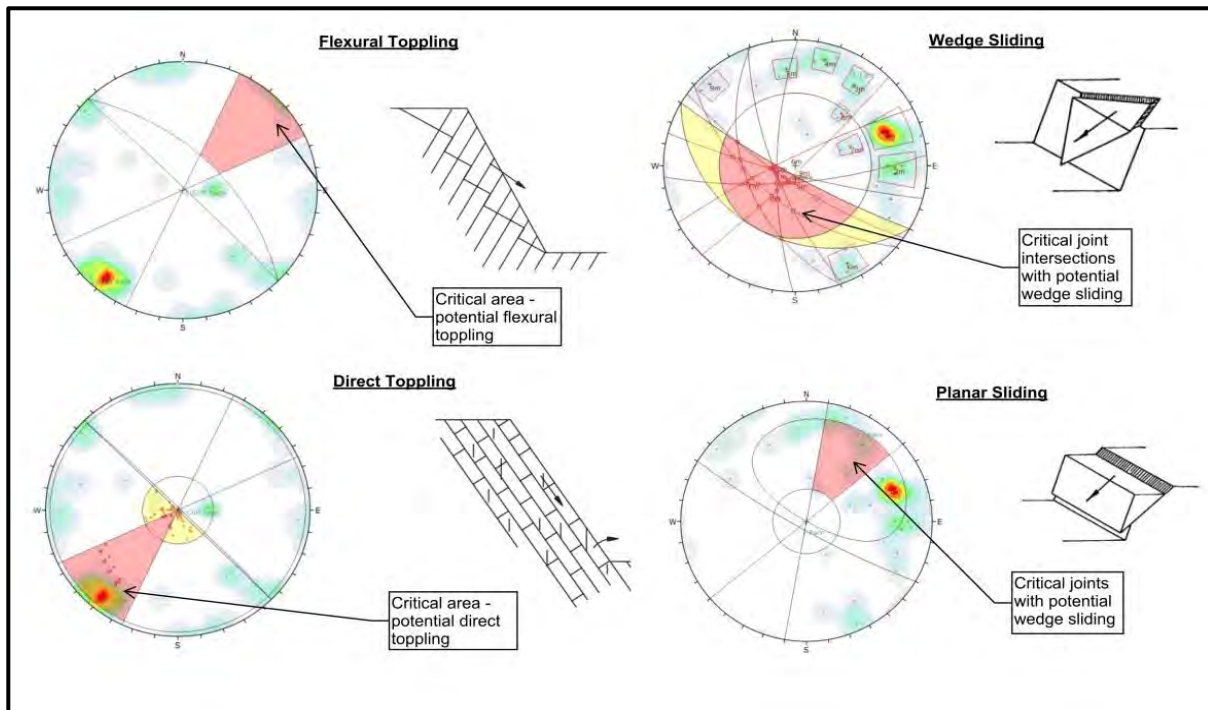 Flexural Toppling
N
W
E
S
Critical area -
potential flexural
toppling
Wedge Sliding
N
W
E
S
Critical joint
intersections
with potential
wedge sliding
Direct Toppling
N
W
E
S
Critical area -
potential direct
toppling
Planar Sliding
N
W
E
S
Critical joints
with potential
wedge sliding